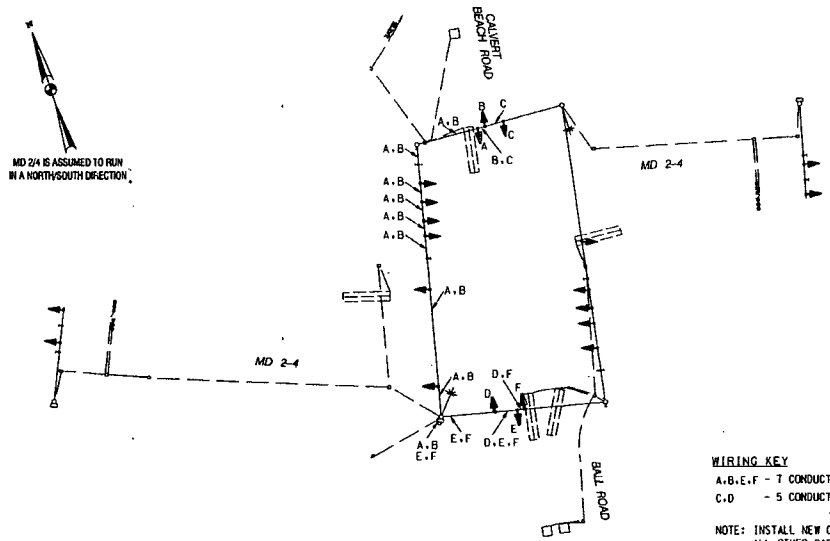 CALVERT
BEACH ROAD
MD 2/4 IS ASSUMED TO RUN
IN A NORTH/SOUTH DIRECTION
A,B
B
C
A
C
B,C
A,B
A,B
A,B
A,B
A,B
MD 2-4
A,B
MD 2-4
A,B
D,F
D
F
E
E,F
D,E,F
A,B
E,F
BALL ROAD
WIRING KEY
A,B,E,F - 7 CONDUCT
C,D - 5 CONDUCT
NOTE: INSTALL NEW C